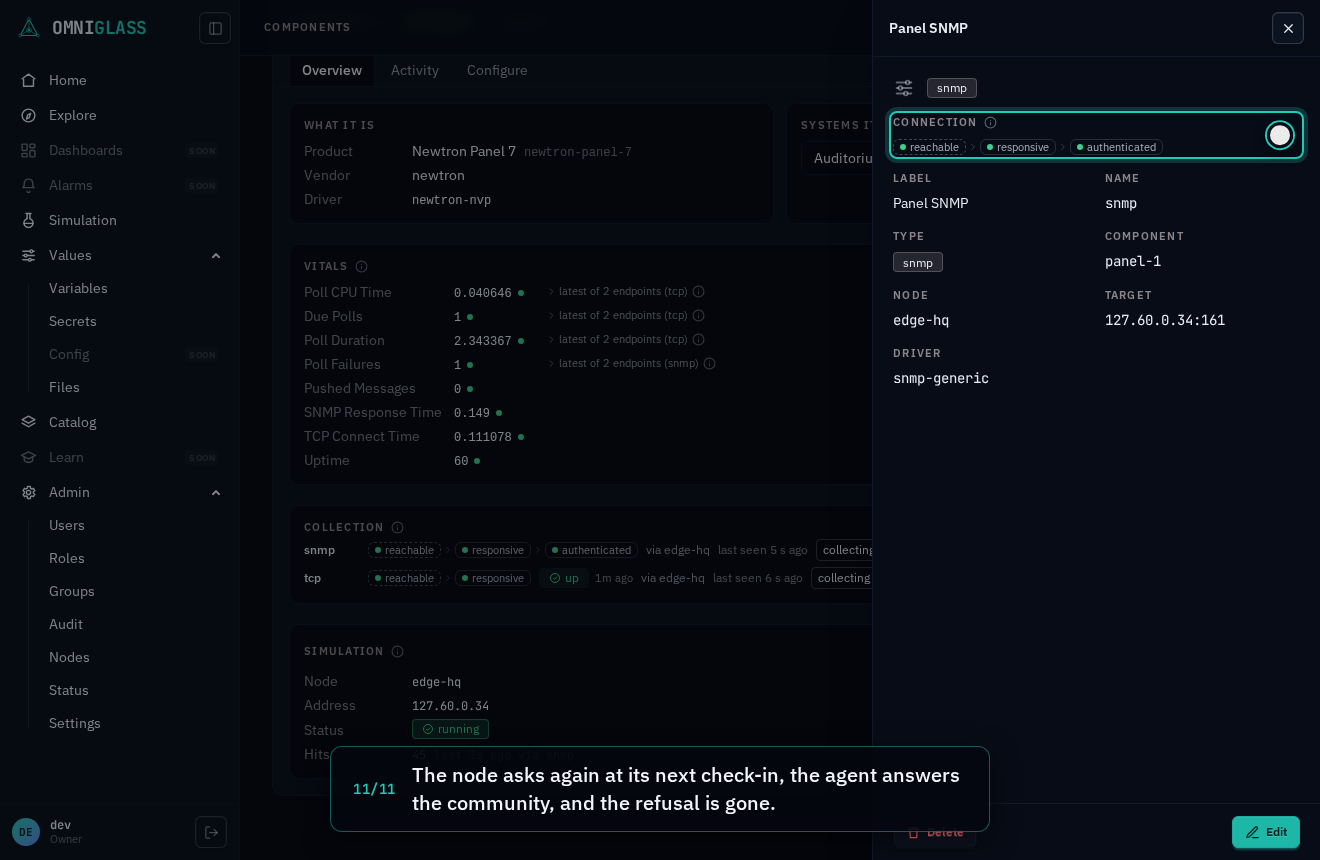 OMNIGLASS
Home
Explore
Dashboards SOON
Alarms SOON
Simulation
Values
Variables
Secrets
Config SOON
Files
Catalog
Learn SOON
Admin
Users
Roles
Groups
Audit
Nodes
Status
Settings
DE dev
Owner
COMPONENTS
Overview Activity Configure
WHAT IT IS
Product Newtron Panel 7 newtron-panel-7
Vendor newtron
Driver newtron-nvp
SYSTEMS IT
Auditoriu
VITALS
Poll CPU Time 0.040646 latest of 2 endpoints (tcp)
Due Polls 1 latest of 2 endpoints (tcp)
Poll Duration 2.343367 latest of 2 endpoints (tcp)
Poll Failures 1 latest of 2 endpoints (snmp)
Pushed Messages 0
SNMP Response Time 0.149
TCP Connect Time 0.111078
Uptime 60
COLLECTION
snmp reachable responsive authenticated via edge-hq last seen 5 s ago collecting
tcp reachable responsive up 1m ago via edge-hq last seen 6 s ago collecting
SIMULATION
Node edge-hq
Address 127.60.0.34
Status running
Hits 45
Panel SNMP
snmp
CONNECTION
reachable responsive authenticated
LABEL NAME
Panel SNMP snmp
TYPE COMPONENT
snmp panel-1
NODE TARGET
edge-hq 127.60.0.34:161
DRIVER
snmp-generic
Delete Edit
11/11 The node asks again at its next check-in, the agent answers
the community, and the refusal is gone.